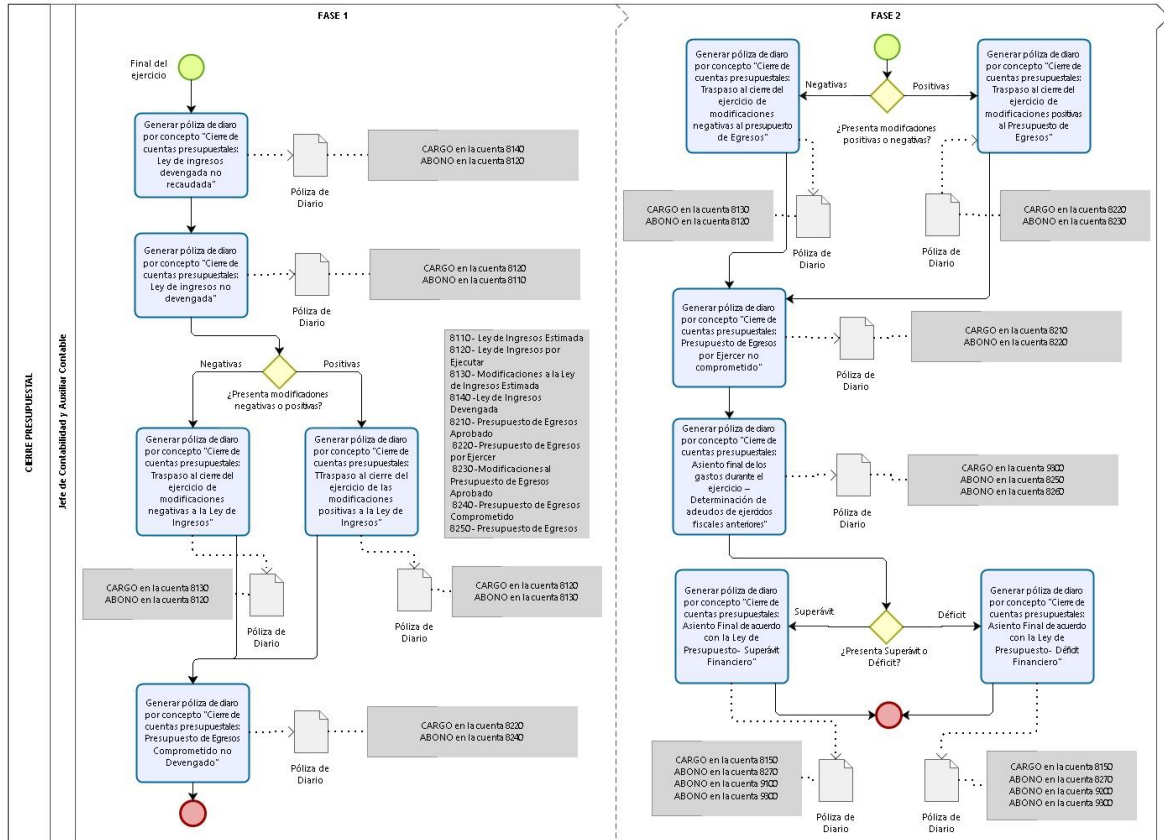 CIERRE PRESUPUESTAL
Jefe de Contabilidad y Auxiliar Contable
FASE 1
Final del
ejercicio
Generar póliza de diaro
por concepto "Cierre de
cuentas presupuestales:
Ley de ingresos
devengada no
recaudada"
Póliza de
Diario
CARGO en la cuenta 8140
ABONO en la cuenta 8120
Generar póliza de diaro
por concepto "Cierre de
cuentas presupuestales:
Ley de ingresos no
devengada"
Póliza de
Diario
CARGO en la cuenta 8120
ABONO en la cuenta 8110
Negativas
Positivas
¿Presenta modificaciones
negativas o positivas?
8110- Ley de Ingresos Estimada
8120- Ley de Ingresos por
Ejecutar
8130- Modificaciones a la Ley
de Ingresos Estimada
8140-Ley de Ingresos
Devengada
8210- Presupuesto de Egresos
Aprobado
8220-Presupuesto de Egresos
por Ejercer
8230-Modificaciones al
Presupuesto de Egresos
Aprobado
8240-Presupuesto de Egresos
Comprometido
8250- Presupuesto de Egresos
Generar póliza de diaro
por concepto "Cierre de
cuentas presupuestales:
Traspaso al cierre del
ejercicio de
modificaciones
negativas a la Ley de
Ingresos"
Generar póliza de diaro
por concepto "Cierre de
cuentas presupuestales:
TTraspaso al cierre del
ejercicio de las
modificaciones
positivas a la Ley de
Ingresos"
CARGO en la cuenta 8130
ABONO en la cuenta 8120
Póliza de
Diario
Póliza de
Diario
CARGO en la cuenta 8120
ABONO en la cuenta 8130
Generar póliza de diaro
por concepto "Cierre de
cuentas presupuestales:
Presupuesto de Egresos
Comprometido no
Devengado"
Póliza de
Diario
CARGO en la cuenta 8220
ABONO en la cuenta 8240
FASE 2
Generar póliza de diaro
por concepto "Cierre de
cuentas presupuestales:
Traspaso al cierre del
ejercicio de
modificaciones
negativas al presupuesto
de Egresos"
Negativas
Positivas
¿Presenta modificaciones
positivas o negativas?
Generar póliza de diaro
por concepto "Cierre de
cuentas presupuestales:
Traspaso al cierre del
ejercicio de
modificaciones positivas
al Presupuesto de
Egresos"
CARGO en la cuenta 8130
ABONO en la cuenta 8120
Póliza de
Diario
Póliza de
Diario
CARGO en la cuenta 8220
ABONO en la cuenta 8230
Generar póliza de diaro
por concepto "Cierre de
cuentas presupuestales:
Presupuesto de Egresos
por Ejercer no
comprometido"
Póliza de
Diario
CARGO en la cuenta 8210
ABONO en la cuenta 8220
Generar póliza de diaro
por concepto "Cierre de
cuentas presupuestales:
Asiento final de los
gastos durante el
ejercicio –
Determinación de
adeudos de ejercicios
fiscales anteriores"
Póliza de
Diario
CARGO en la cuenta 9300
ABONO en la cuenta 8250
ABONO en la cuenta 8260
Generar póliza de diaro
por concepto "Cierre de
cuentas presupuestales:
Asiento Final de acuerdo
con la Ley de
Presupuesto- Superávit
Financiero"
Superávit
Déficit
¿Presenta Superávit o
Déficit?
Generar póliza de diaro
por concepto "Cierre de
cuentas presupuestales:
Asiento Final de acuerdo
con la Ley de
Presupuesto- Déficit
Financiero"
CARGO en la cuenta 8150
ABONO en la cuenta 8270
ABONO en la cuenta 9100
ABONO en la cuenta 9300
Póliza de
Diario
Póliza de
Diario
CARGO en la cuenta 8150
ABONO en la cuenta 8270
ABONO en la cuenta 9200
ABONO en la cuenta 9300